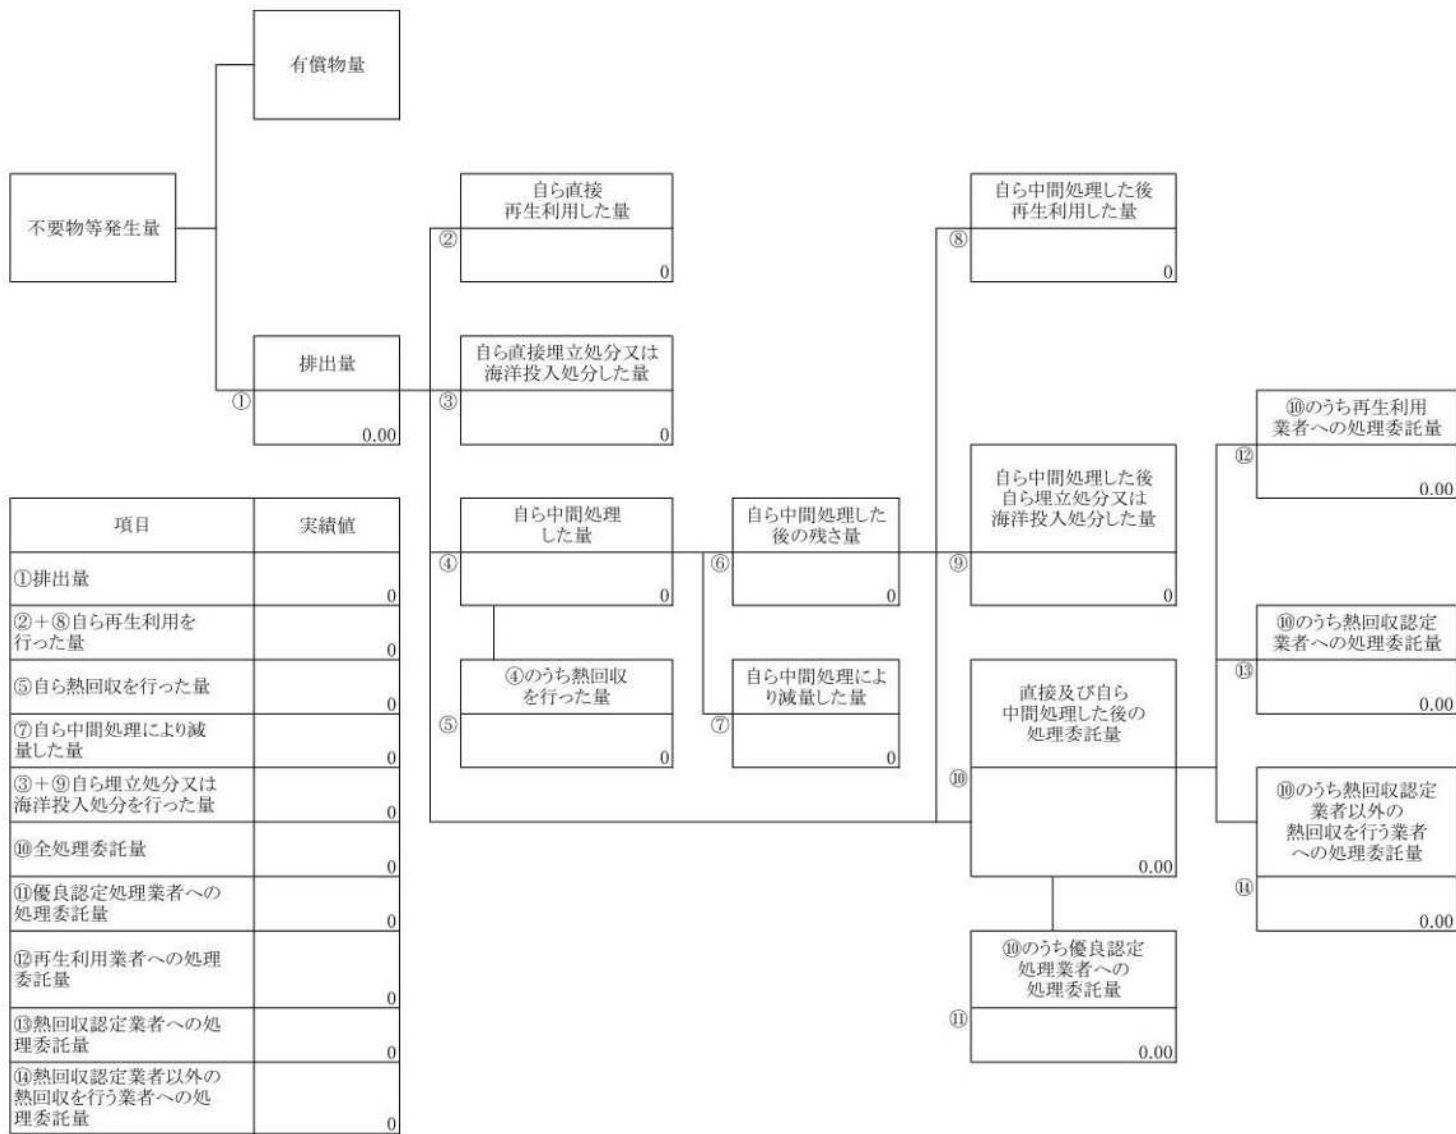 有償物量
不要物等発生量
排出量
①
0.00
自ら直接
再生利用した量
②
0
自ら直接埋立処分又は
海洋投入処分した量
③
0
自ら中間処理
した量
④
0
④のうち熱回収
を行った量
⑤
0
自ら中間処理した
後の残さ量
⑥
0
自ら中間処理によ
り減量した量
⑦
0
自ら中間処理した後
再生利用した量
⑧
0
自ら中間処理した後
自ら埋立処分又は
海洋投入処分した量
⑨
0
直接及び自ら
中間処理した後の
処理委託量
⑩
0.00
⑩のうち優良認定
処理業者への
処理委託量
⑪
0.00
⑩のうち再生利用
業者への処理委託量
⑫
0.00
⑩のうち熱回収認定
業者への処理委託量
⑬
0.00
⑩のうち熱回収認定
業者以外の
熱回収を行う業者
への処理委託量
⑭
0.00
項目 実績値
①排出量
0
②+⑧自ら再生利用を
行った量
0
⑤自ら熱回収を行った量
0
⑦自ら中間処理により減
量した量
0
③+⑨自ら埋立処分又は
海洋投入処分を行った量
0
⑩全処理委託量
0
⑪優良認定処理業者への
処理委託量
0
⑫再生利用業者への処理
委託量
0
⑬熱回収認定業者への処
理委託量
0
⑭熱回収認定業者以外の
熱回収を行う業者への処
理委託量
0